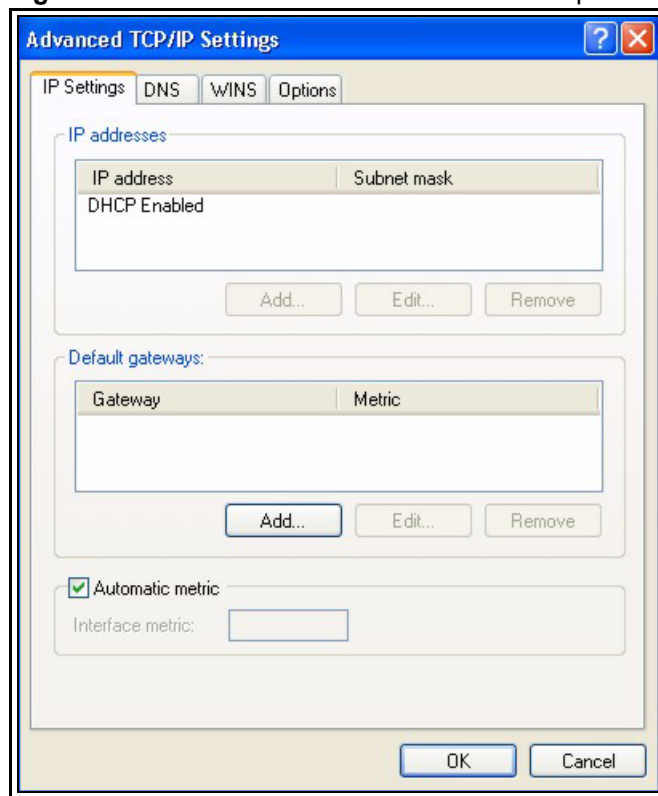 Advanced TCP/IP Settings
IP Settings DNS WINS Options
IP addresses
IP address Subnet mask
DHCP Enabled
Add... Edit... Remove
Default gateways:
Gateway Metric
Add... Edit... Remove
Automatic metric
Interface metric:
OK Cancel